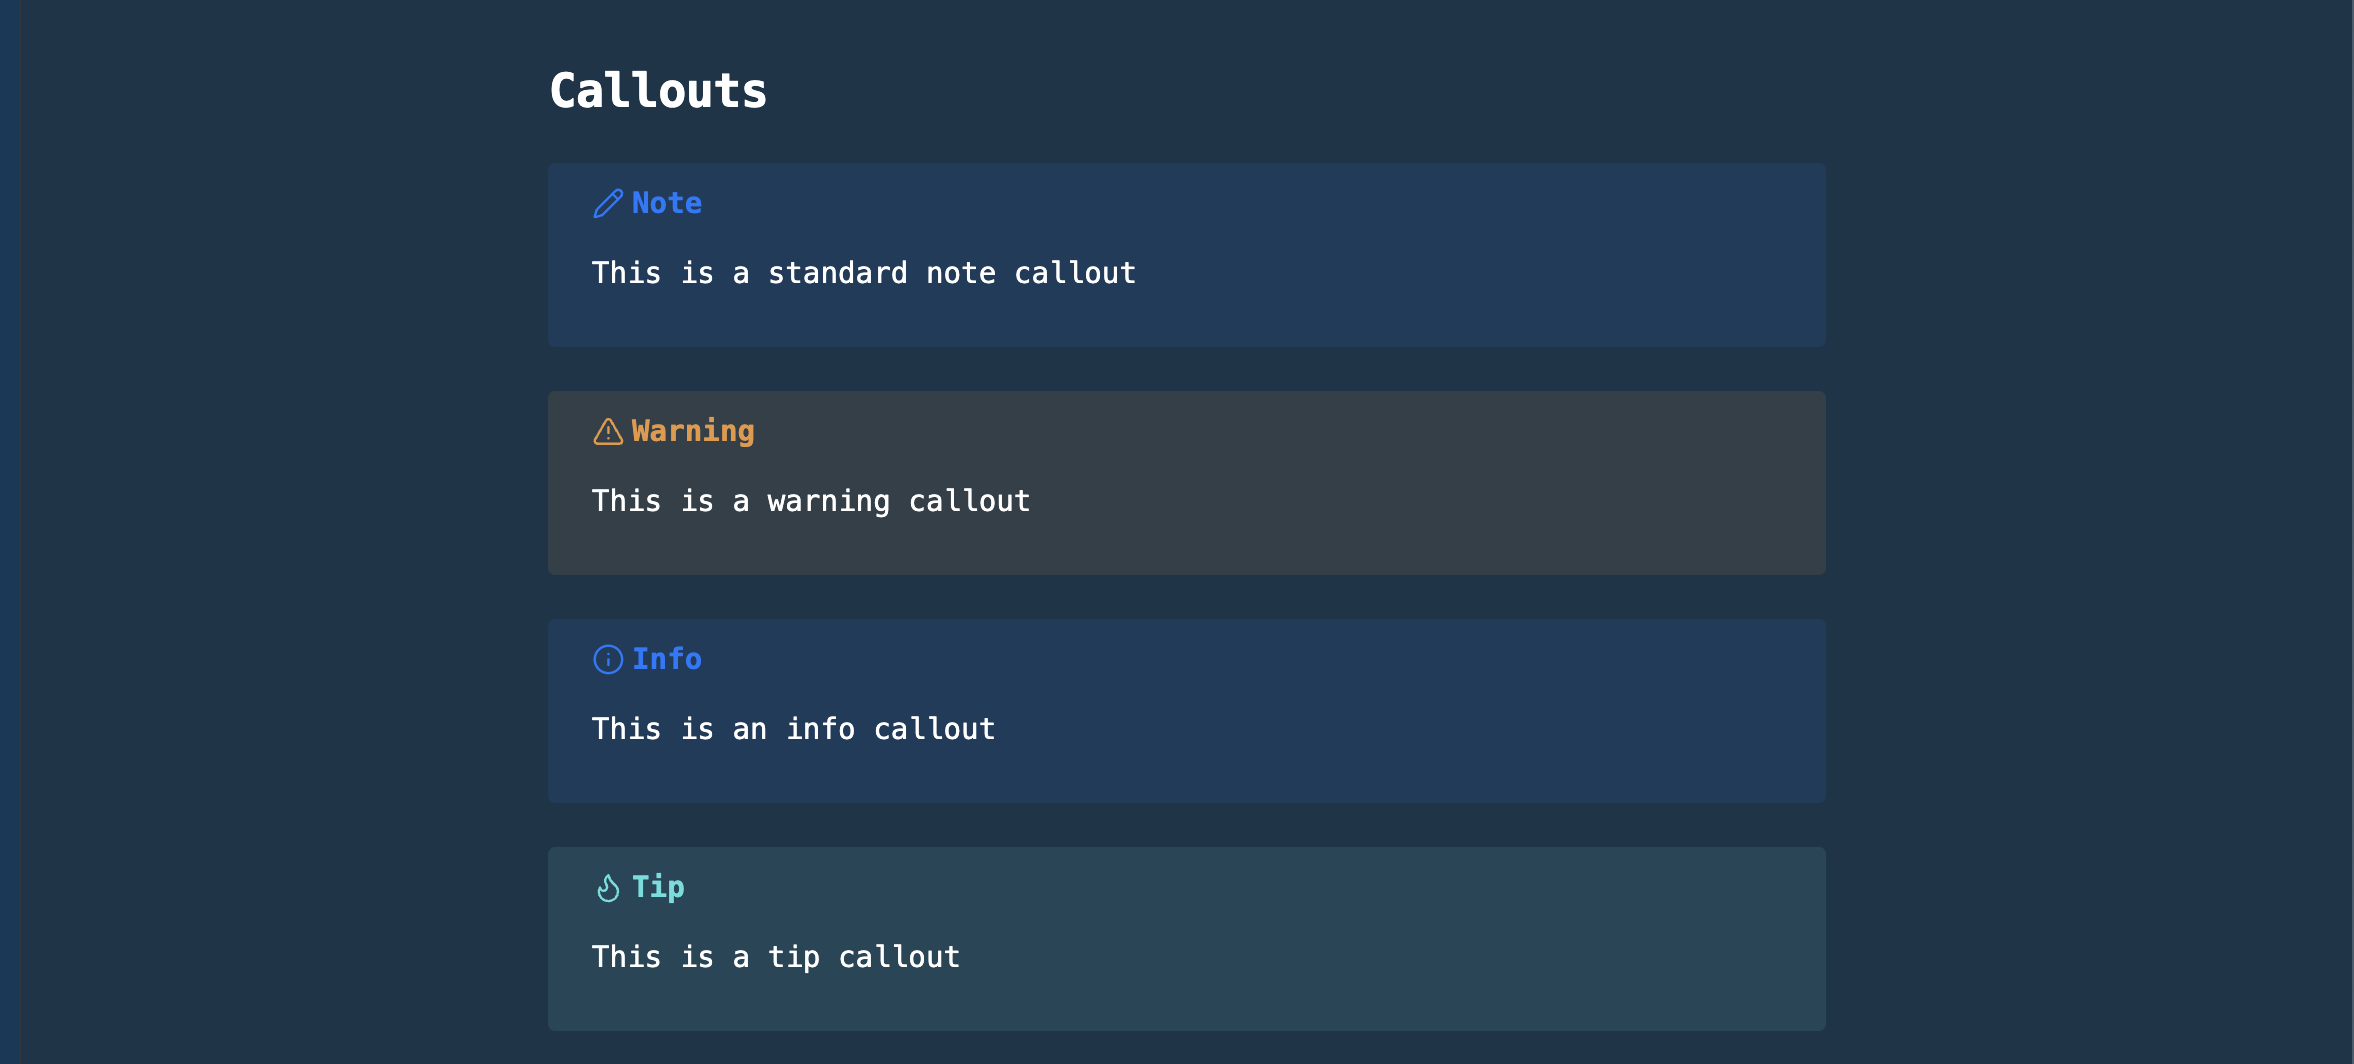 Callouts
Note
This is a standard note callout
Warning
This is a warning callout
Info
This is an info callout
Tip
This is a tip callout